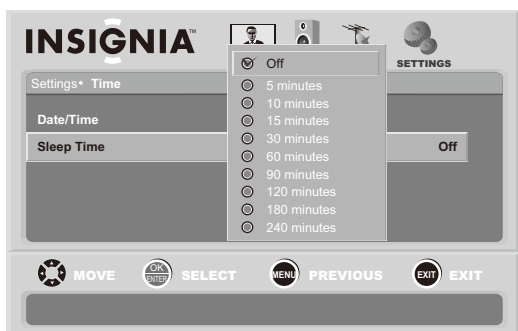 INSIGNIA™
SETTINGS
Settings• Time
Date/Time
Sleep Time
Off
Off
5 minutes
10 minutes
15 minutes
30 minutes
60 minutes
90 minutes
120 minutes
180 minutes
240 minutes
MOVE
OK
ENTER
SELECT
MENU
PREVIOUS
EXIT
EXIT